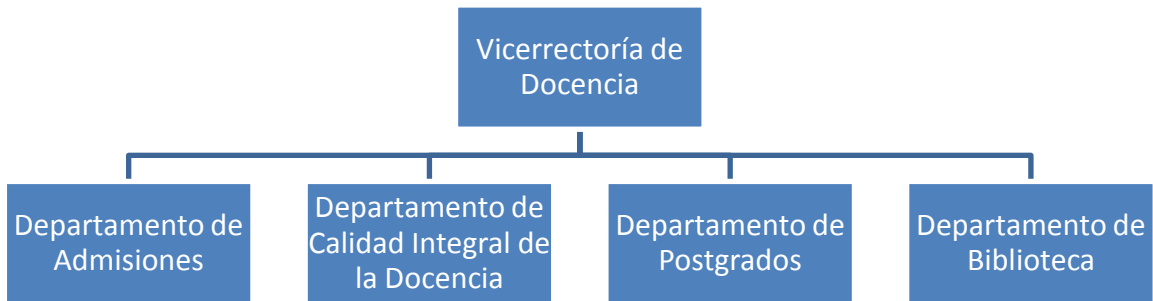 Vicerrectoría de
Docencia
Departamento de
Admisiones
Departamento de
Calidad Integral de
la Docencia
Departamento de
Postgrados
Departamento de
Biblioteca